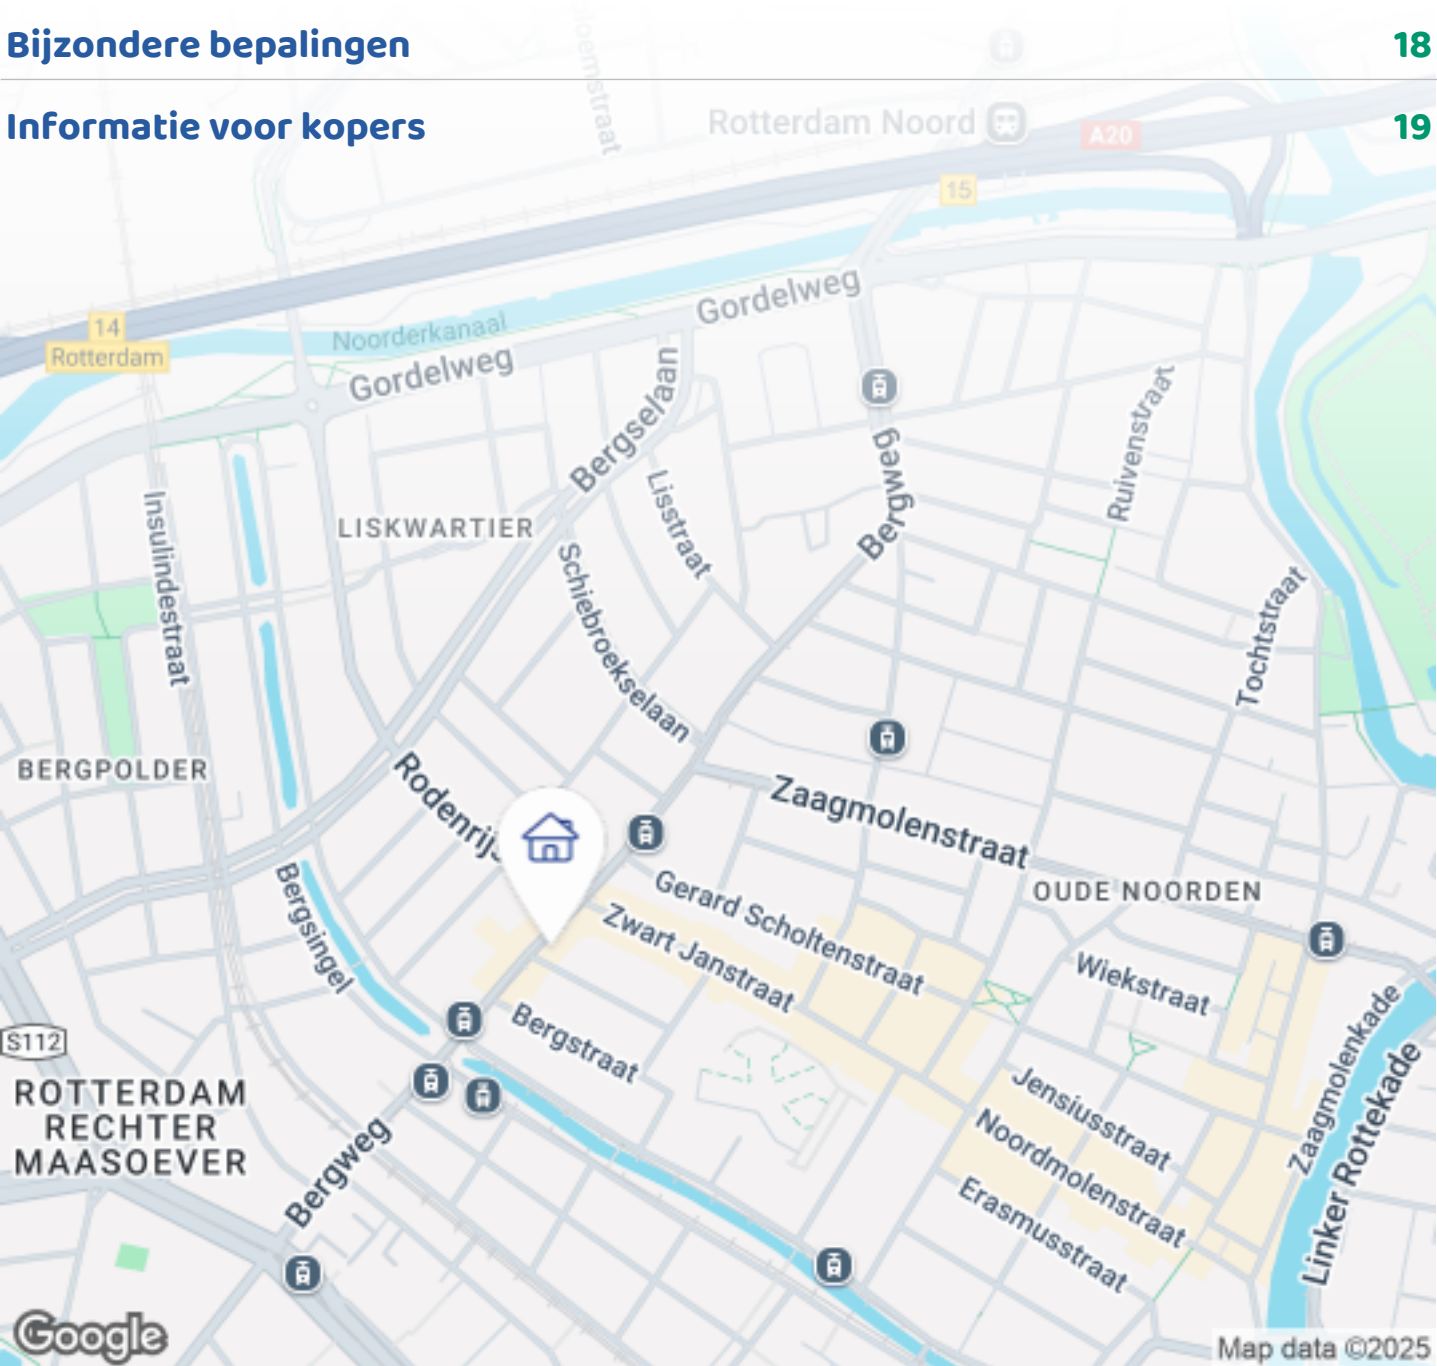 Bijzondere bepalingen 18
Informatie voor kopers 19
Rotterdam Noord
A20
15
14
Rotterdam
Noorderkanaal
Gordelweg
Gordelweg
Bergselaan
Lisstraat
Bergweg
Ruivenstraat
Insulindestraat
LISKWARTIER
Schiebroekselaan
Tochtstraat
BERGPOLDER
Zaagmolenstraat
OUDE NOORDEN
Bergsingel
Gerard Scholtenstraat
Zwart Janstraat
Wiekstraat
Bergstraat
S112
ROTTERDAM
RECHTER
MAASOEVER
Bergweg
Jensiusstraat
Noordmolenstraat
Erasmusstraat
Zaagmolenkade
Linker Rottekade
Google
Map data ©2025